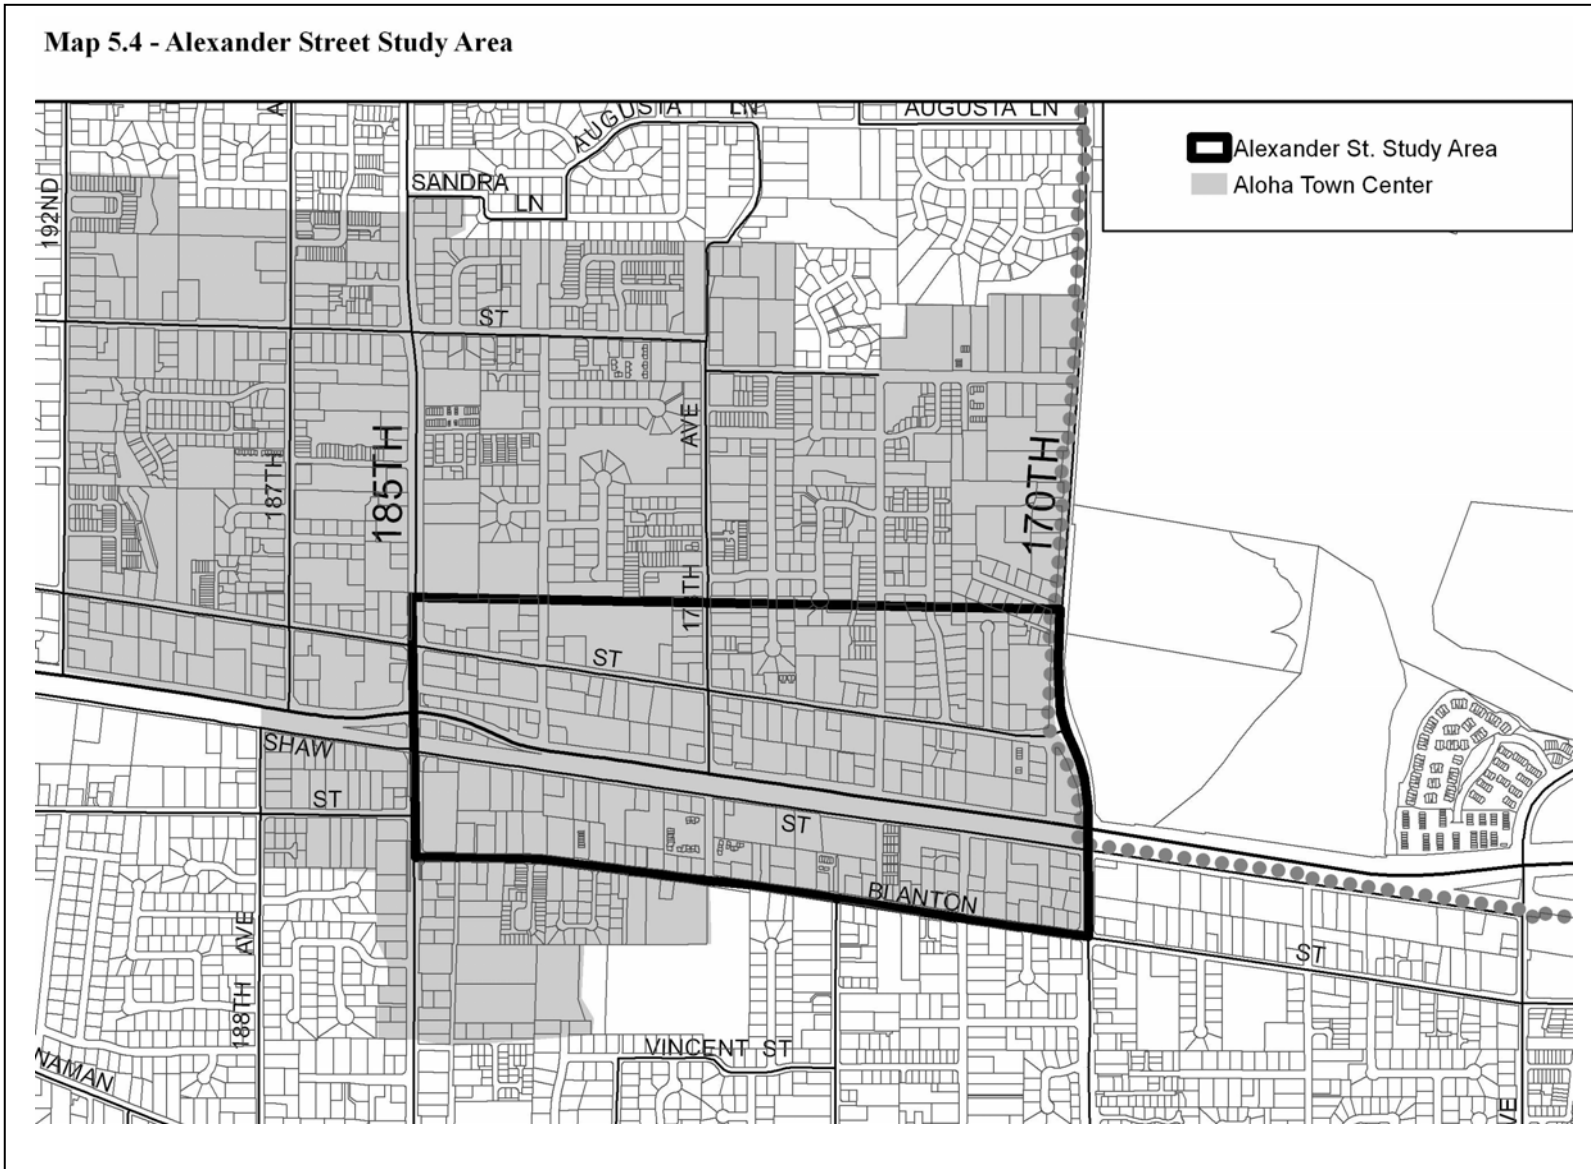 Map 5.4 - Alexander Street Study Area
AUGUSTA LN
AUGUSTA LN
Alexander St. Study Area
Aloha Town Center
SANDRA
LN
192ND
ST
AVE
187TH
185TH
170TH
ST
SHAW
ST
ST
BLANTON
AVE
188TH
ST
VINCENT ST
NAMAN
AVE